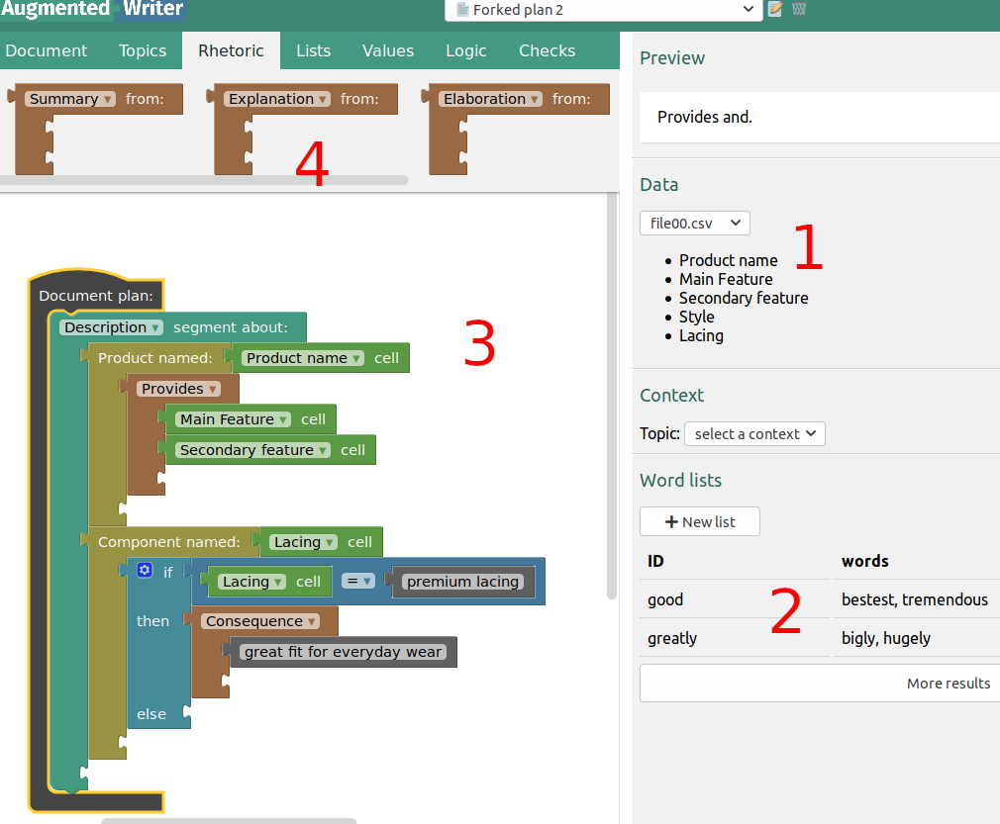 Augmented Writer
Forked plan 2
Document Topics Rhetoric Lists Values Logic Checks
Summary from: Explanation from: Elaboration from:
4
Document plan:
Description segment about:
Product named: Product name cell
Provides
Main Feature cell
Secondary feature cell
Component named: Lacing cell
if Lacing cell = premium lacing
then Consequence
great fit for everyday wear
else
3
Preview
Provides and.
Data
file00.csv
1
Product name
Main Feature
Secondary feature
Style
Lacing
Context
Topic: select a context
Word lists
+ New list
ID words
good bestest, tremendous
2
greatly bigly, hugely
More results